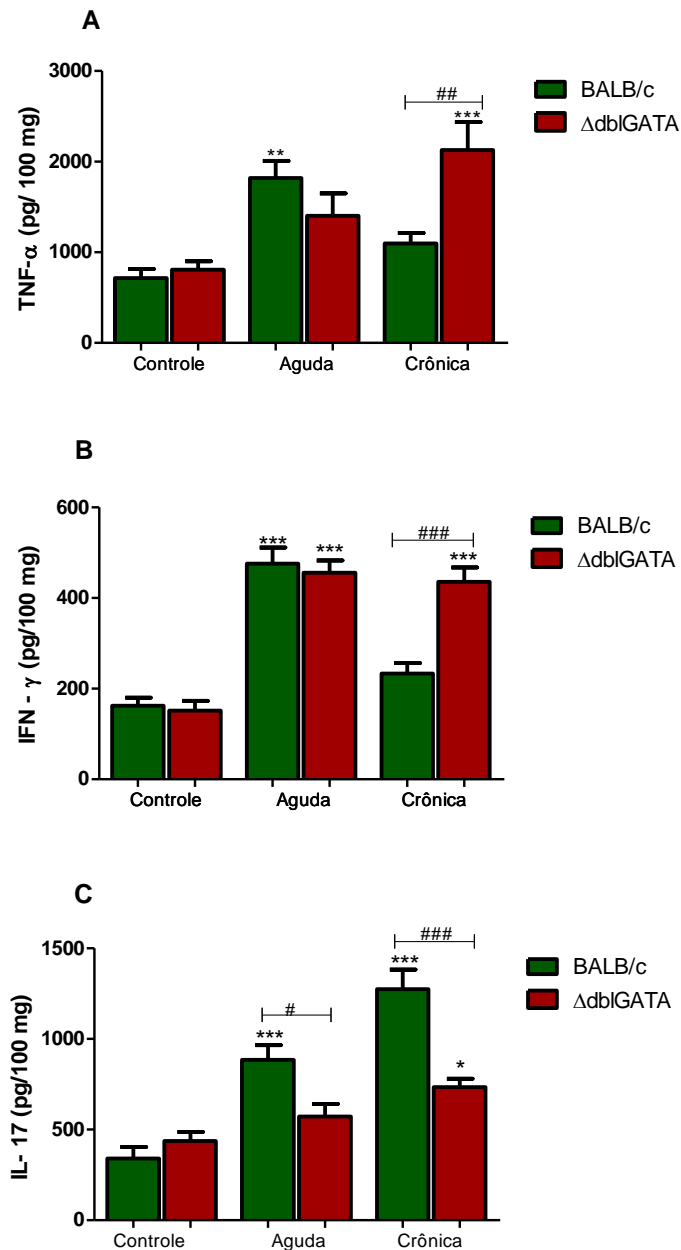 A
TNF-α (pg/ 100 mg)
3000
2000
1000
0
**
##
***
Controle
Aguda
Crônica
BALB/c
ΔdblGATA
B
IFN - γ (pg/100 mg)
600
400
200
0
***
***
###
***
Controle
Aguda
Crônica
BALB/c
ΔdblGATA
C
IL- 17 (pg/100 mg)
1500
1000
500
0
#
***
###
***
*
Controle
Aguda
Crônica
BALB/c
ΔdblGATA